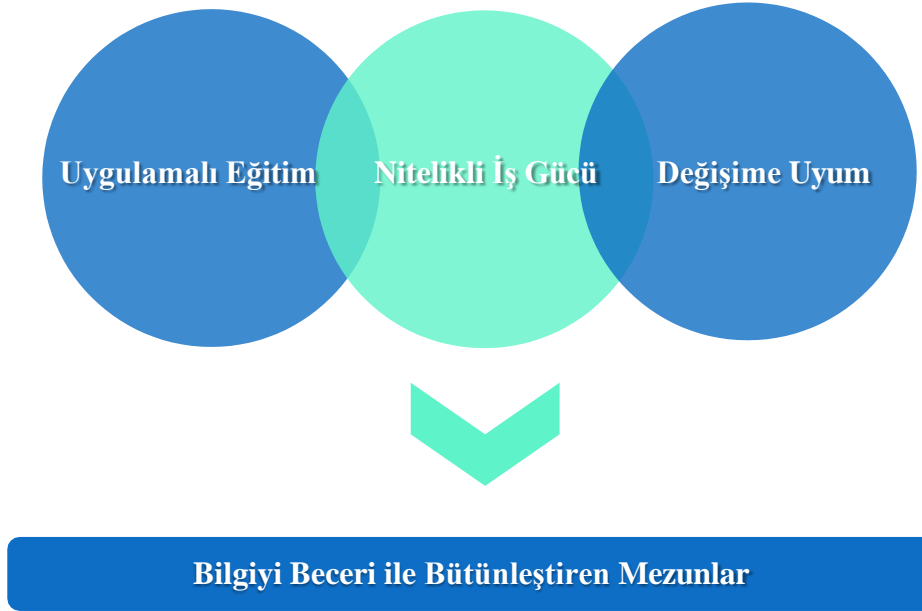 Uygulamalı Eğitim
Nitelikli İş Gücü
Değişime Uyum
Bilgiyi Beceri ile Bütünleştiren Mezunlar